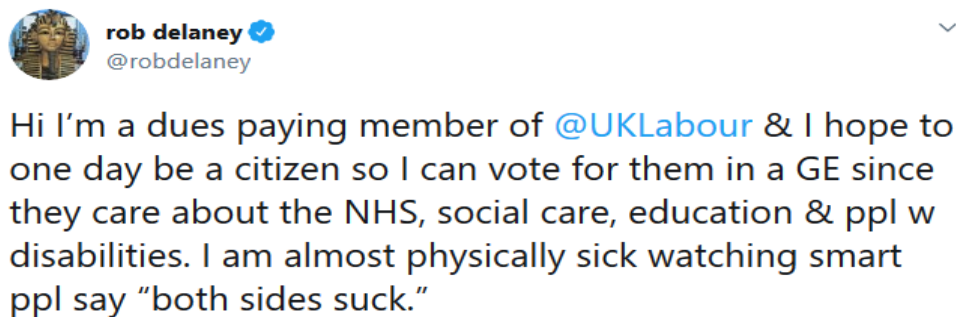 rob delaney
@robdelaney
Hi I’m a dues paying member of @UKLabour & I hope to
one day be a citizen so I can vote for them in a GE since
they care about the NHS, social care, education & ppl w
disabilities. I am almost physically sick watching smart
ppl say “both sides suck.”